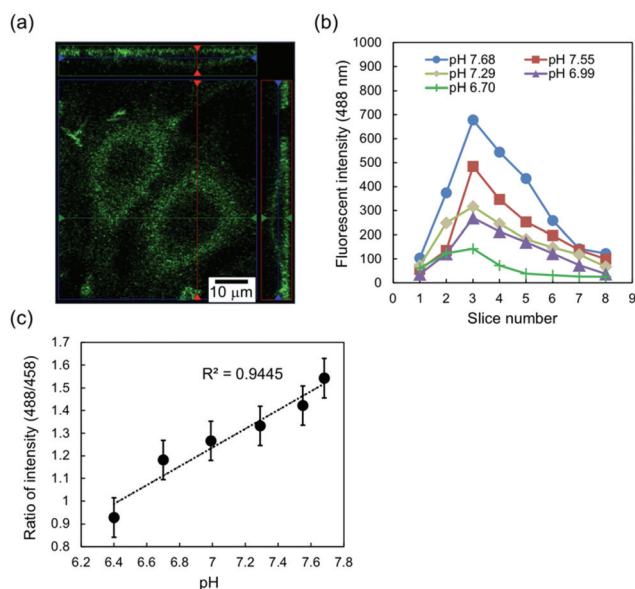 (a)
10 μm
(b)
Fluorescent intensity (488 nm)
1000
900
800
700
600
500
400
300
200
100
0
pH 7.68 pH 7.55
pH 7.29 pH 6.99
pH 6.70
0 1 2 3 4 5 6 7 8 9
Slice number
(c)
Ratio of intensity (488/458)
1.7
1.6
1.5
1.4
1.3
1.2
1.1
1
0.9
0.8
R² = 0.9445
6.2 6.4 6.6 6.8 7 7.2 7.4 7.6 7.8
pH